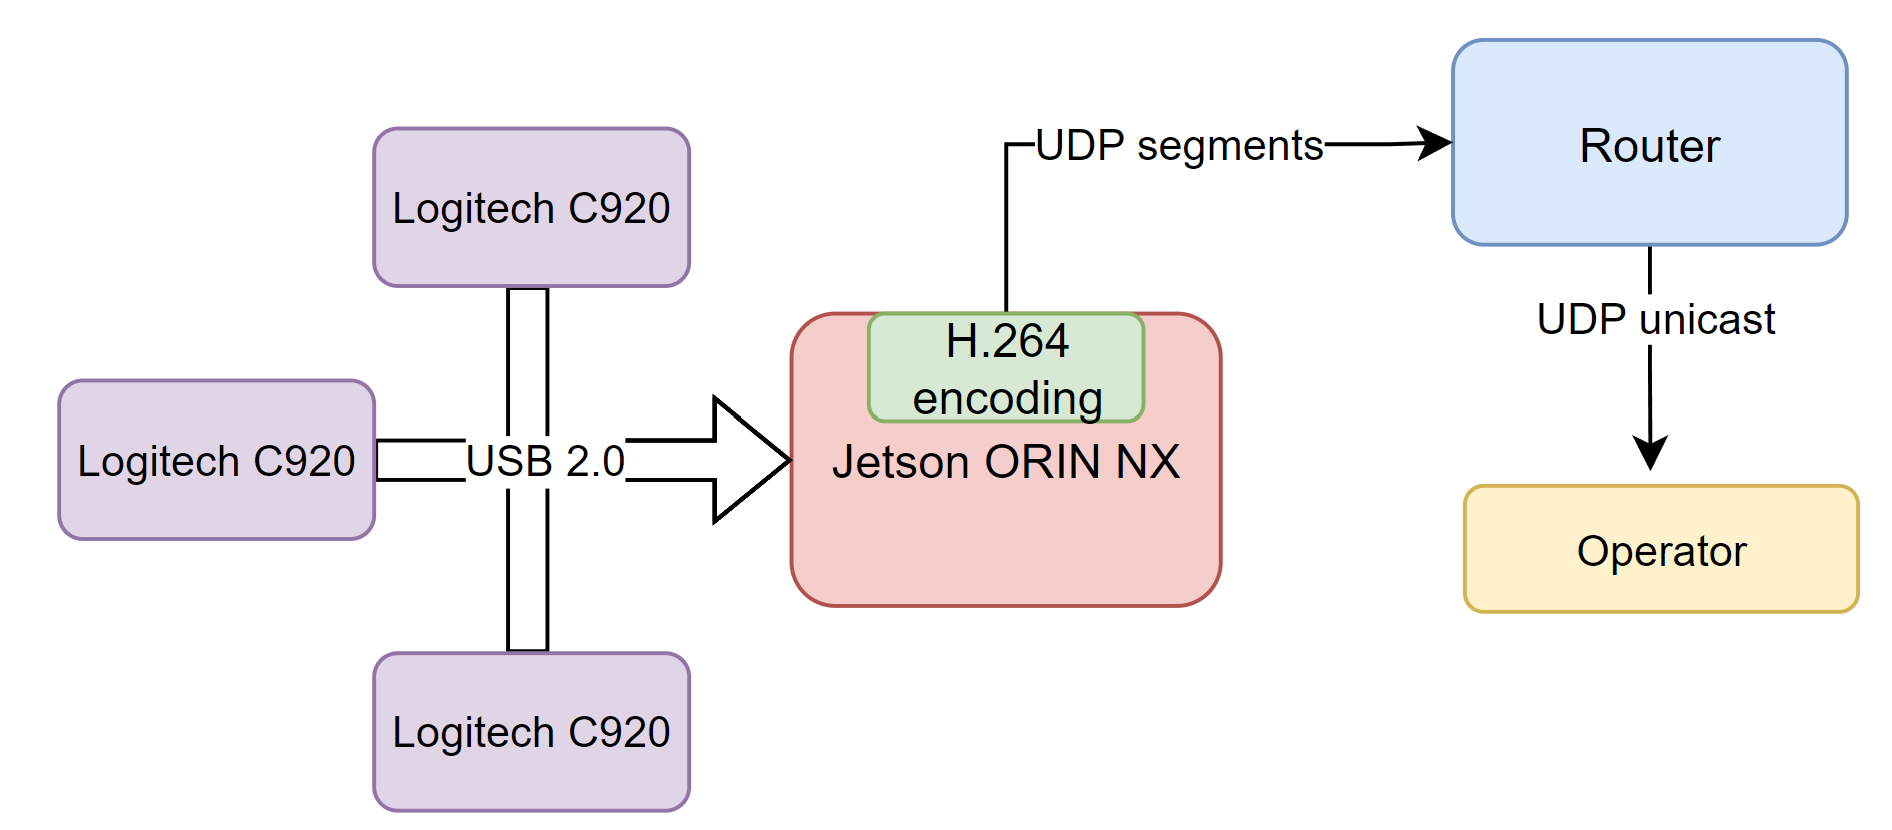 Logitech C920
Logitech C920
USB 2.0
Logitech C920
H.264
encoding
Jetson ORIN NX
UDP segments
Router
UDP unicast
Operator